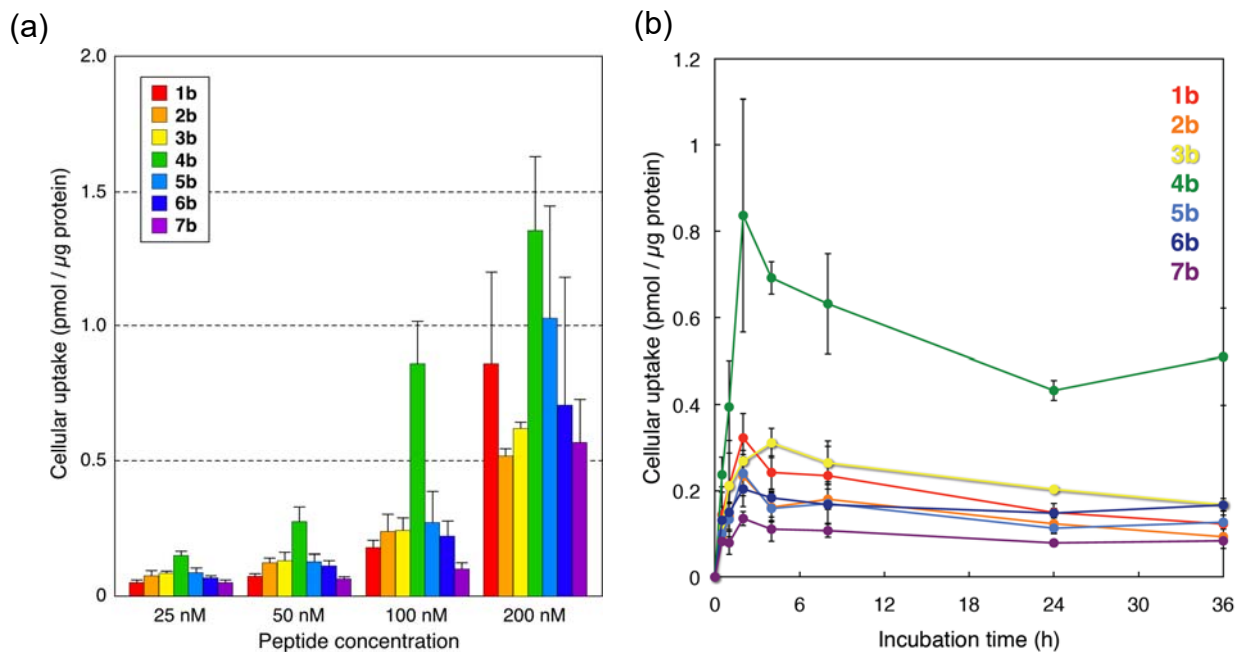 (a)
Cellular uptake (pmol / µg protein)
2.0
1.5
1.0
0.5
0
1b
2b
3b
4b
5b
6b
7b
25 nM
50 nM
100 nM
200 nM
Peptide concentration
(b)
Cellular uptake (pmol / µg protein)
1.2
1
0.8
0.6
0.4
0.2
0
1b
2b
3b
4b
5b
6b
7b
0
6
12
18
24
30
36
Incubation time (h)